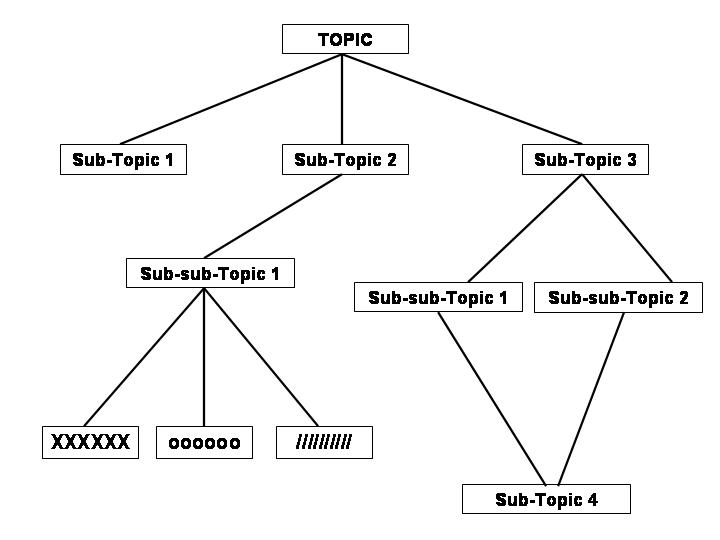 TOPIC
Sub-Topic 1
Sub-Topic 2
Sub-Topic 3
Sub-sub-Topic 1
Sub-sub-Topic 1
Sub-sub-Topic 2
XXXXXX
oooooo
//////////
Sub-Topic 4